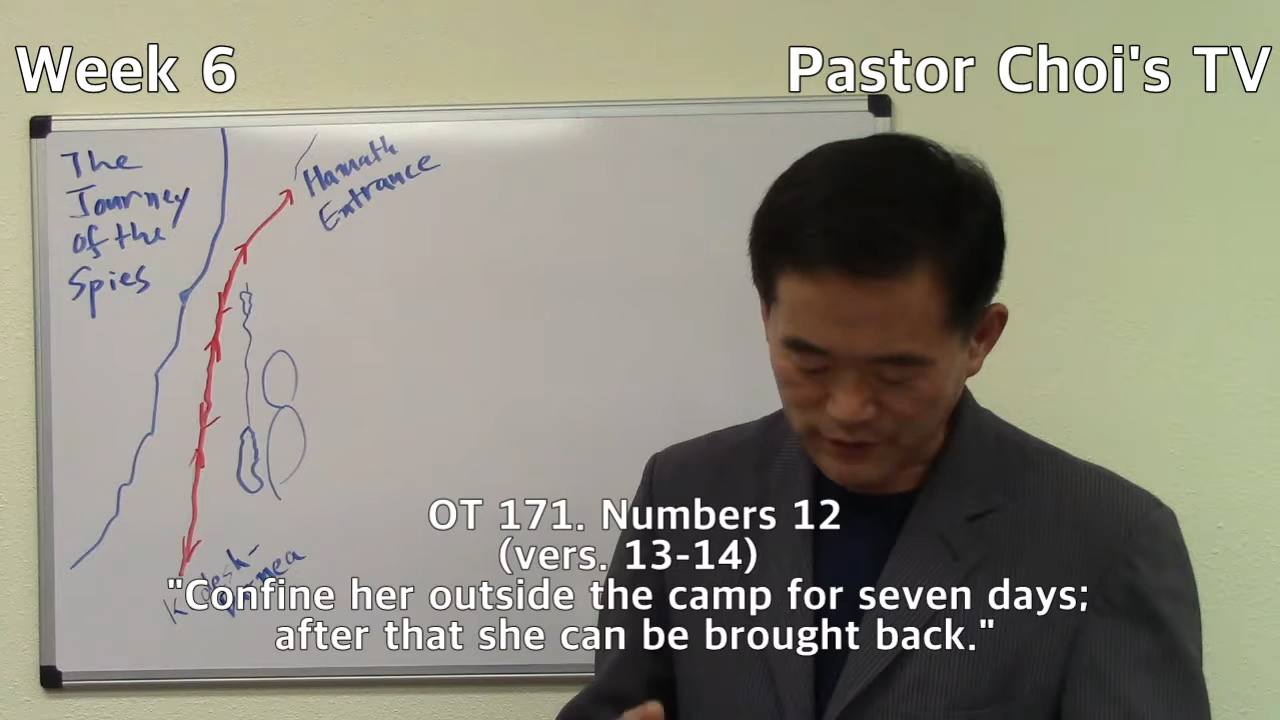 Week 6
Pastor Choi's TV
The
Journey
of the
Spies
Hamath
Entrance
OT 171. Numbers 12
(vers. 13-14)
"Confine her outside the camp for seven days;
after that she can be brought back."